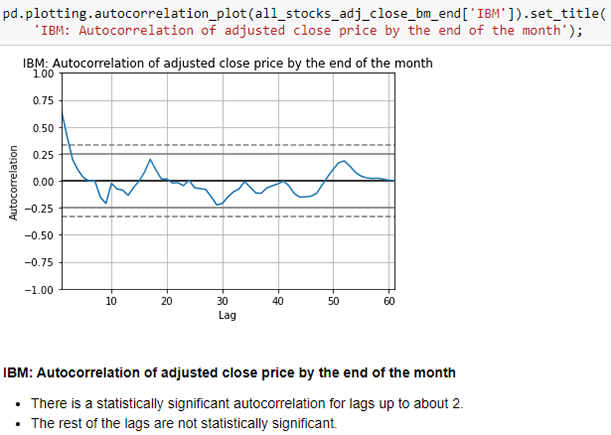 pd.plotting.autocorrelation_plot(all_stocks_adj_close_bm_end['IBM']).set_title(
'IBM: Autocorrelation of adjusted close price by the end of the month');
IBM: Autocorrelation of adjusted close price by the end of the month
1.00
0.75
0.50
0.25
0.00
−0.25
−0.50
−0.75
−1.00
Autocorrelation
10 20 30 40 50 60
Lag
IBM: Autocorrelation of adjusted close price by the end of the month
• There is a statistically significant autocorrelation for lags up to about 2.
• The rest of the lags are not statistically significant.